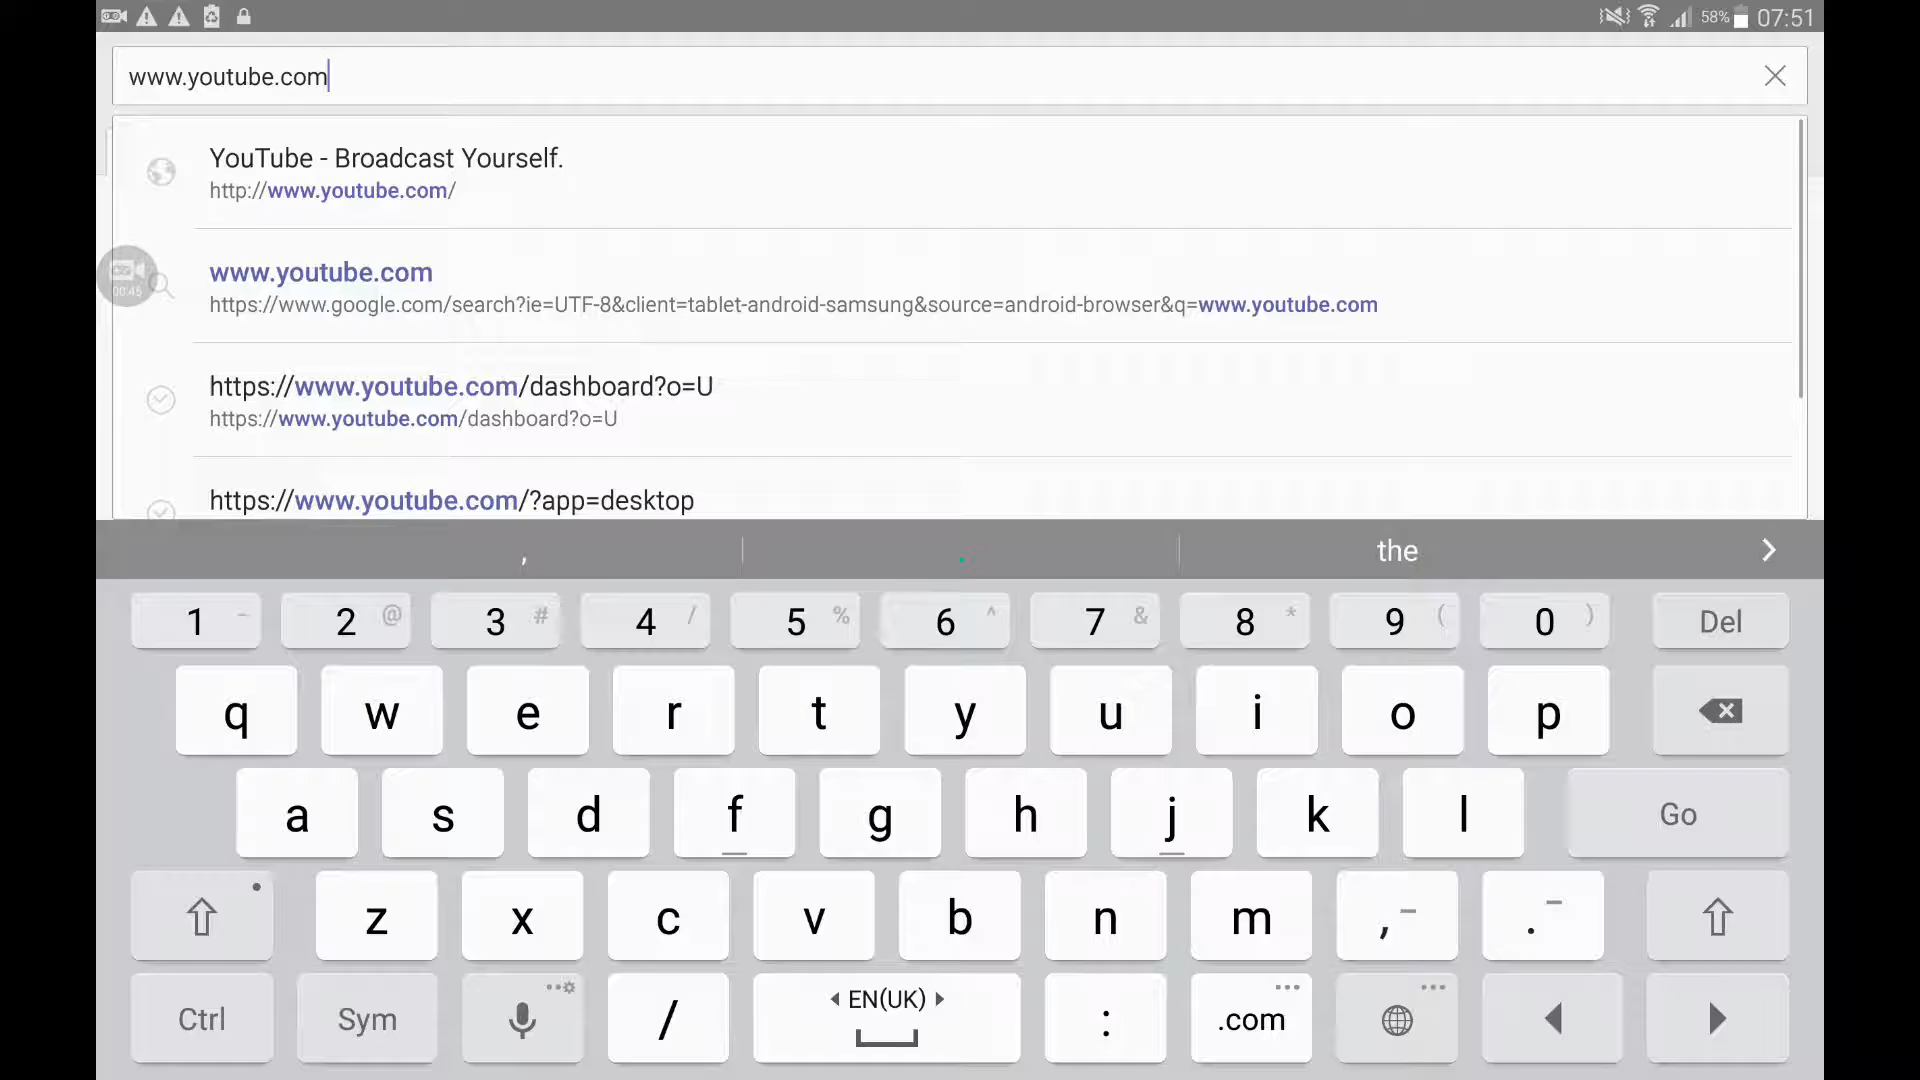 58% 07:51
www.youtube.com
YouTube - Broadcast Yourself.
http://www.youtube.com/
www.youtube.com
https://www.google.com/search?ie=UTF-8&client=tablet-android-samsung&source=android-browser&q=www.youtube.com
00:45
https://www.youtube.com/dashboard?o=U
https://www.youtube.com/dashboard?o=U
https://www.youtube.com/?app=desktop
, . the
1 - 2 @ 3 # 4 / 5 % 6 ^ 7 & 8 * 9 ( 0 ) Del
q w e r t y u i o p
a s d f g h j k l Go
z x c v b n m , - . -
Ctrl Sym / EN(UK) : .com